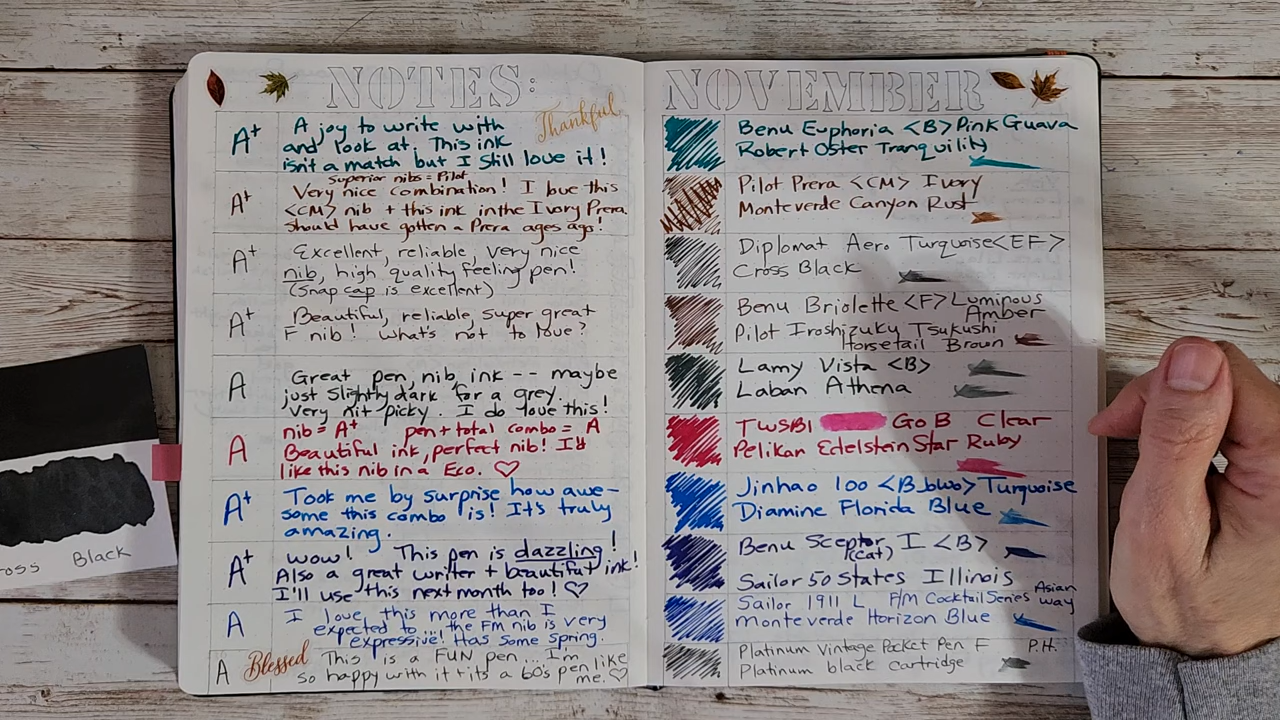 NOTES:
Thankful
A+ A joy to write with
and look at. This ink
isn't a match but I still love it!
superior nibs = Pilot
A+ Very nice combination! I love this
<CM> nib + this ink in the Ivory Prera.
Should have gotten a Prera ages ago!
A+ Excellent, reliable, very nice
nib, high quality feeling pen!
(Snap cap is excellent)
A+ Beautiful, reliable, super great
F nib! What's not to love?
A Great pen, nib, ink -- maybe
just slightly dark for a grey.
Very nit picky. I do love this!
nib = A+ pen + total combo = A
A Beautiful ink, perfect nib! I'd
like this nib in a Eco. ♡
A+ Took me by surprise how awe-
some this combo is! It's truly
amazing.
A+ wow! This pen is dazzling!
Also a great writer + beautiful ink!
I'll use this next month too! ♡
A I love this more than I
expected to... the FM nib is very
expressive! Has some spring.
A Blessed This is a FUN pen... I'm
so happy with it + its a 60's pen like
me. ♡
NOVEMBER
Benu Euphoria <B> Pink Guava
Robert Oster Tranquility
Pilot Prera <CM> Ivory
Monteverde Canyon Rust
Diplomat Aero Turquoise <EF>
Cross Black
Benu Briolette <F> Luminous
Amber
Pilot Iroshizuku Tsukushi
Horsetail Brown
Lamy Vista <B>
Laban Athena
TWSBI Go B Clear
Pelikan Edelstein Star Ruby
Jinhao 100 <B Jowo> Turquoise
Diamine Florida Blue
Benu Sceptor I <B>
(Cat)
Sailor 50 States Illinois
Sailor 1911 L F/M Cocktail Series Asian
way
Monteverde Horizon Blue
Platinum Vintage Pocket Pen F P.H.
Platinum black Cartridge
oss Black